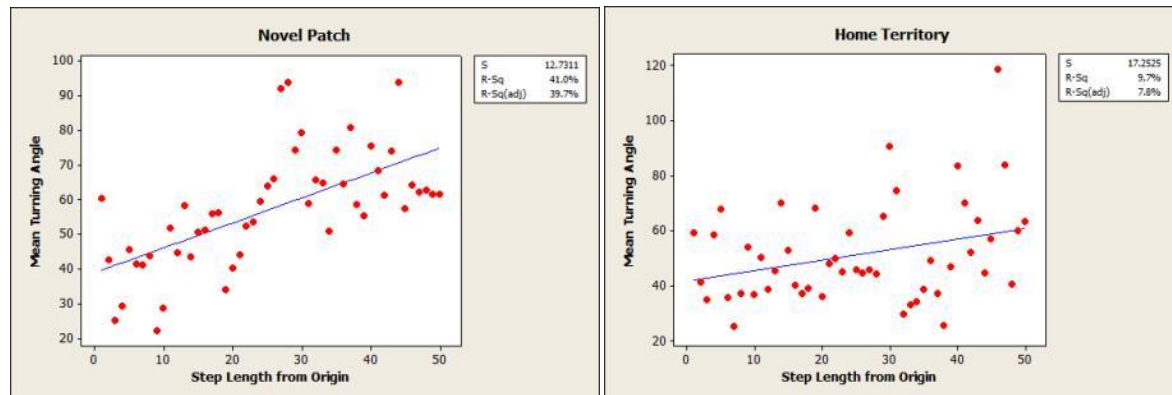 Novel Patch
S 12.7311
R-Sq 41.0%
R-Sq(adj) 39.7%
Mean Turning Angle
100
90
80
70
60
50
40
30
20
0 10 20 30 40 50
Step Length from Origin
Home Territory
S 17.2525
R-Sq 9.7%
R-Sq(adj) 7.8%
Mean Turning Angle
120
100
80
60
40
20
0 10 20 30 40 50
Step Length from Origin